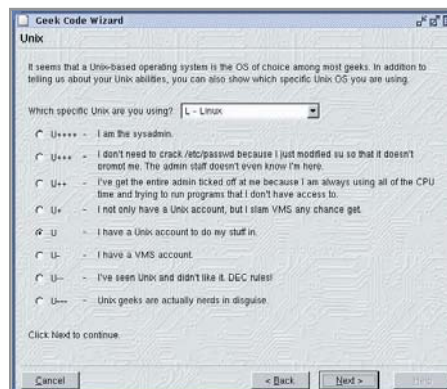 Geek Code Wizard
Unix
It seems that a Unix-based operating system is the OS of choice among most geeks. In addition to
telling us about your Unix abilities, you can also show which specific Unix OS you are using.
Which specific Unix are you using? L - Linux
U++++ - I am the sysadmin.
U+++ - I don't need to crack /etc/passwd because I just modified su so that it doesn't
prompt me. The admin staff doesn't even know I'm here.
U++ - I've got the entire admin ticked off at me because I am always using all of the CPU
time and trying to run programs that I don't have access to.
U+ - I not only have a Unix account, but I slam VMS any chance get.
U - I have a Unix account to do my stuff in.
U- - I have a VMS account.
U-- - I've seen Unix and didn't like it. DEC rules!
U--- - Unix geeks are actually nerds in disguise.
Click Next to continue.
Cancel < Back Next > Help